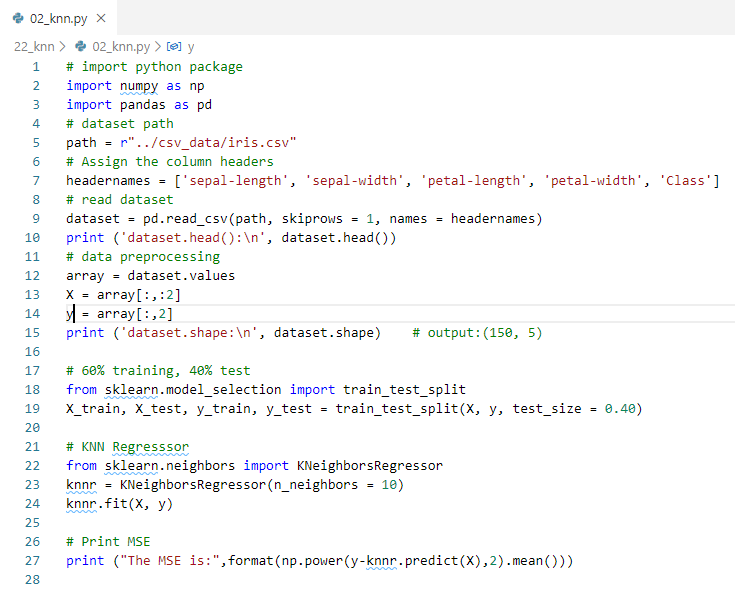 02_knn.py ×
22_knn > 02_knn.py > y
1 # import python package
2 import numpy as np
3 import pandas as pd
4 # dataset path
5 path = r"../csv_data/iris.csv"
6 # Assign the column headers
7 headernames = ['sepal-length', 'sepal-width', 'petal-length', 'petal-width', 'Class']
8 # read dataset
9 dataset = pd.read_csv(path, skiprows = 1, names = headernames)
10 print ('dataset.head():\n', dataset.head())
11 # data preprocessing
12 array = dataset.values
13 X = array[:,:2]
14 y = array[:,2]
15 print ('dataset.shape:\n', dataset.shape)    # output:(150, 5)
16
17 # 60% training, 40% test
18 from sklearn.model_selection import train_test_split
19 X_train, X_test, y_train, y_test = train_test_split(X, y, test_size = 0.40)
20
21 # KNN Regresssor
22 from sklearn.neighbors import KNeighborsRegressor
23 knnr = KNeighborsRegressor(n_neighbors = 10)
24 knnr.fit(X, y)
25
26 # Print MSE
27 print ("The MSE is:",format(np.power(y-knnr.predict(X),2).mean()))
28